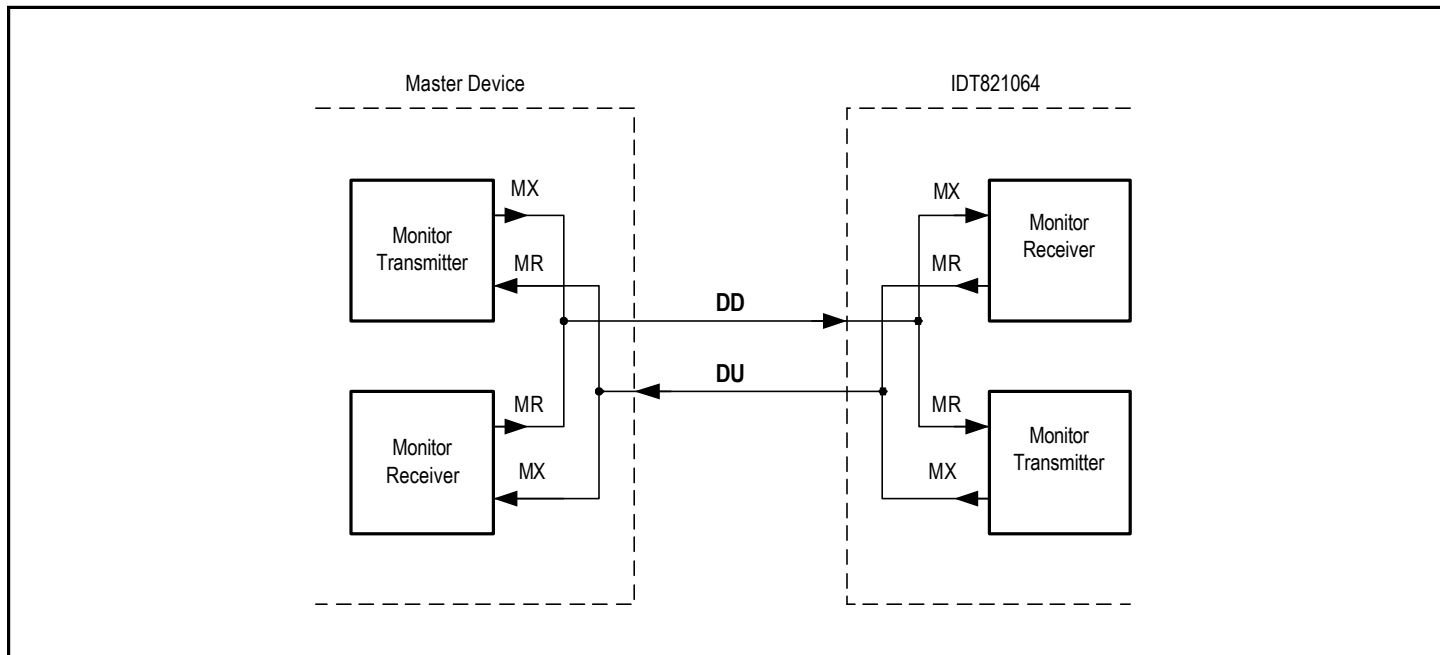 Master Device
IDT821064
MX
Monitor
Transmitter
MR
MX
Monitor
Receiver
MR
DD
DU
MR
Monitor
Receiver
MX
MR
Monitor
Transmitter
MX